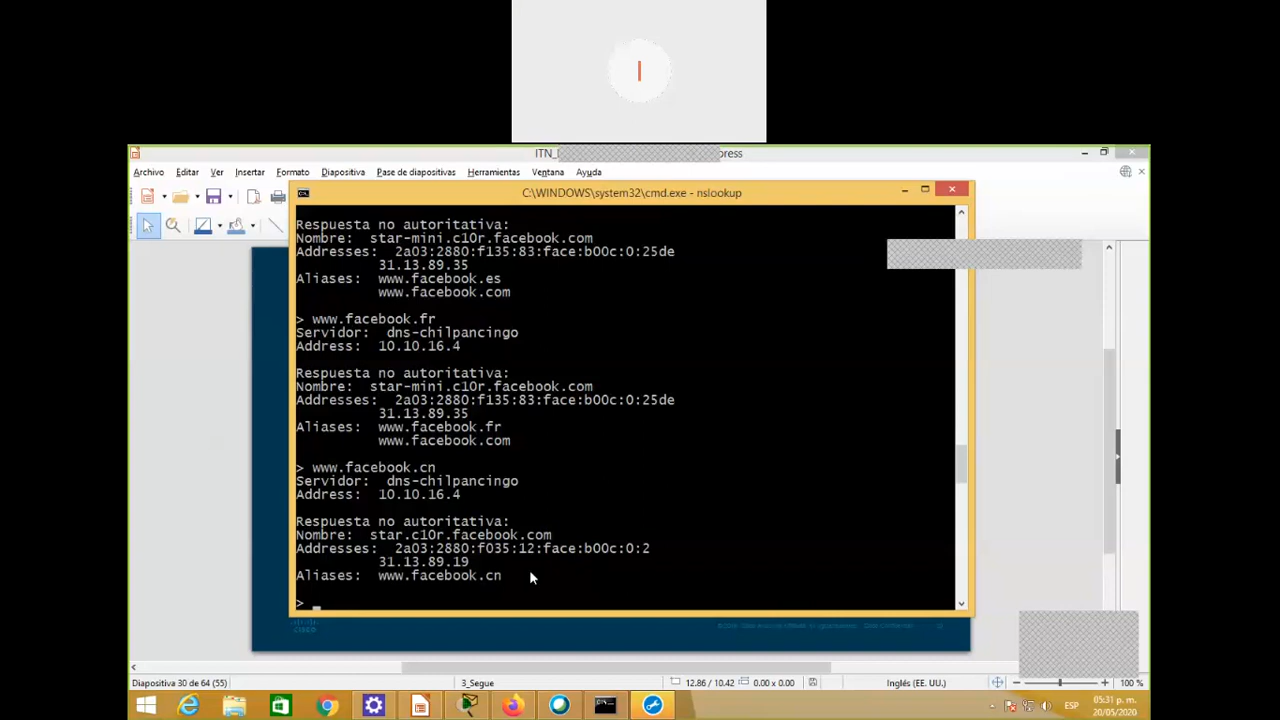 I
ITN_ press
Archivo Editar Ver Insertar Formato Diapositiva Pase de diapositivas Herramientas Ventana Ayuda
C:\WINDOWS\system32\cmd.exe - nslookup
Respuesta no autoritativa:
Nombre: star-mini.c10r.facebook.com
Addresses: 2a03:2880:f135:83:face:b00c:0:25de
31.13.89.35
Aliases: www.facebook.es
www.facebook.com
> www.facebook.fr
Servidor: dns-chilpancingo
Address: 10.10.16.4
Respuesta no autoritativa:
Nombre: star-mini.c10r.facebook.com
Addresses: 2a03:2880:f135:83:face:b00c:0:25de
31.13.89.35
Aliases: www.facebook.fr
www.facebook.com
> www.facebook.cn
Servidor: dns-chilpancingo
Address: 10.10.16.4
Respuesta no autoritativa:
Nombre: star.c10r.facebook.com
Addresses: 2a03:2880:f035:12:face:b00c:0:2
31.13.89.19
Aliases: www.facebook.cn
>
CISCO
Diapositiva 30 de 64 (55) 3_Segue 12.86 / 10.42 0.00 x 0.00 Inglés (EE. UU.) 100 %
ESP 05:31 p. m.
20/05/2020